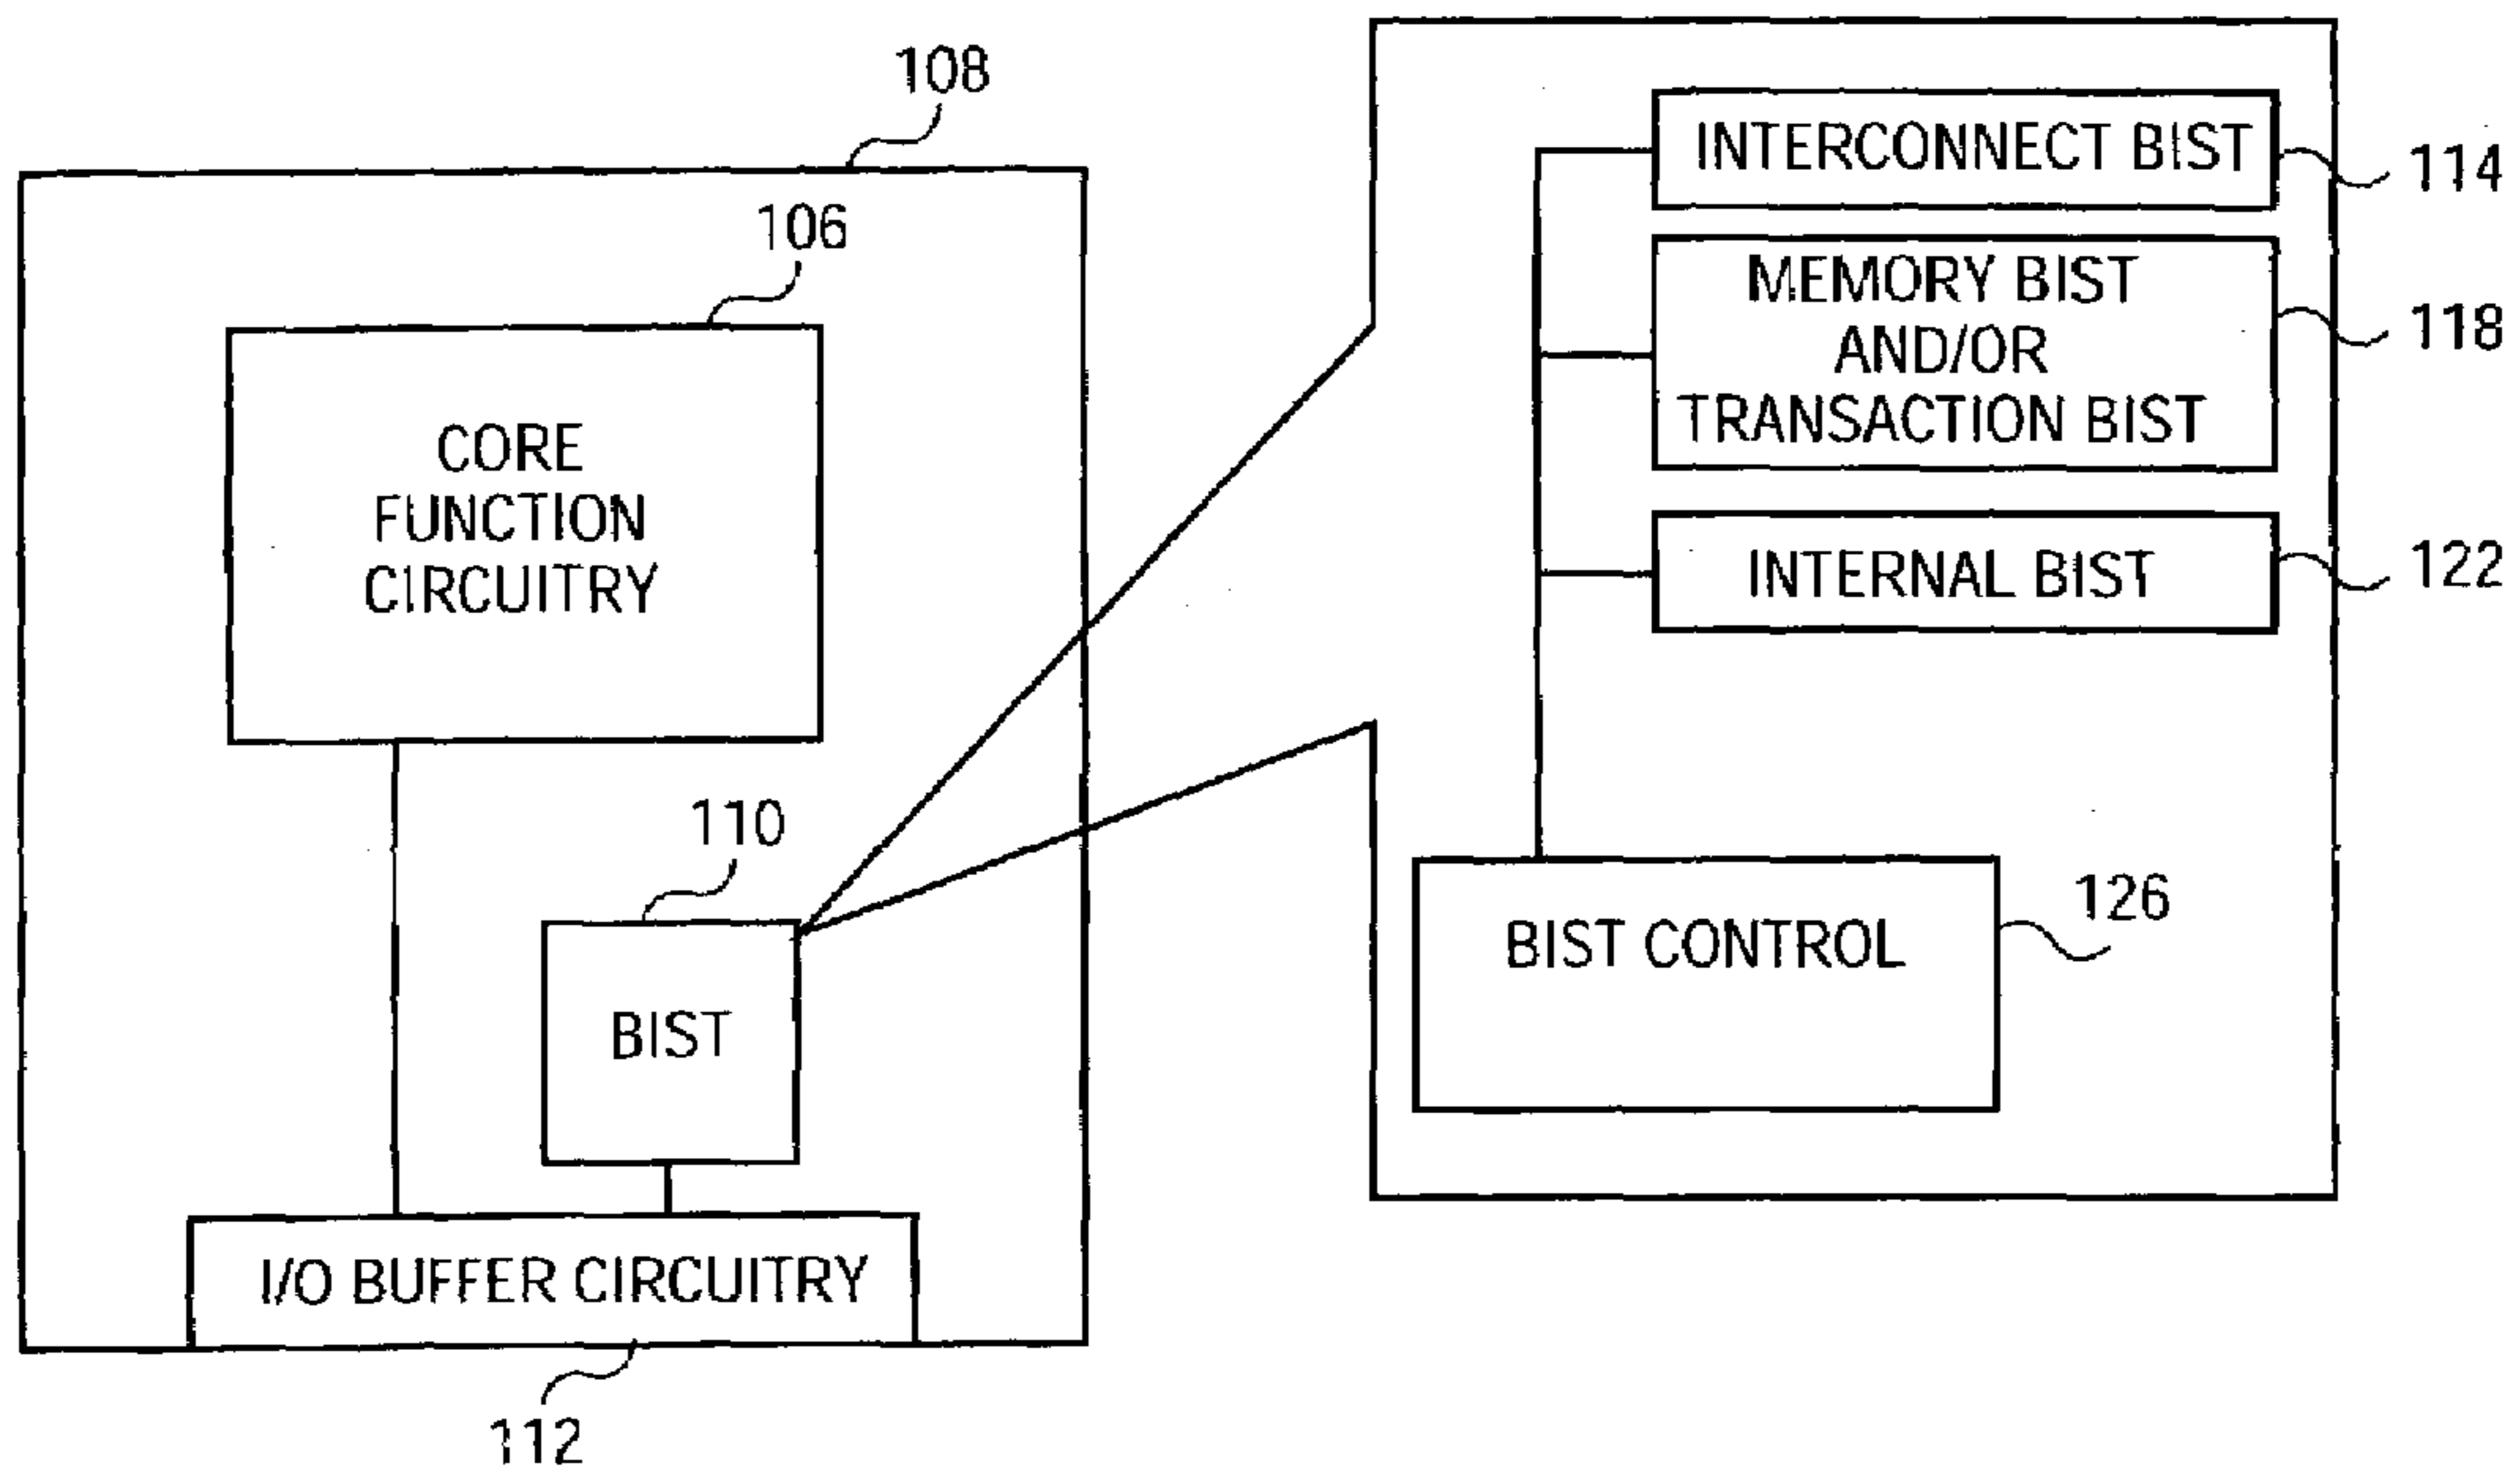 108
106
CORE
FUNCTION
CIRCUITRY
110
BIST
I/O BUFFER CIRCUITRY
112
INTERCONNECT BIST
114
MEMORY BIST
AND/OR
TRANSACTION BIST
118
INTERNAL BIST
122
BIST CONTROL
126